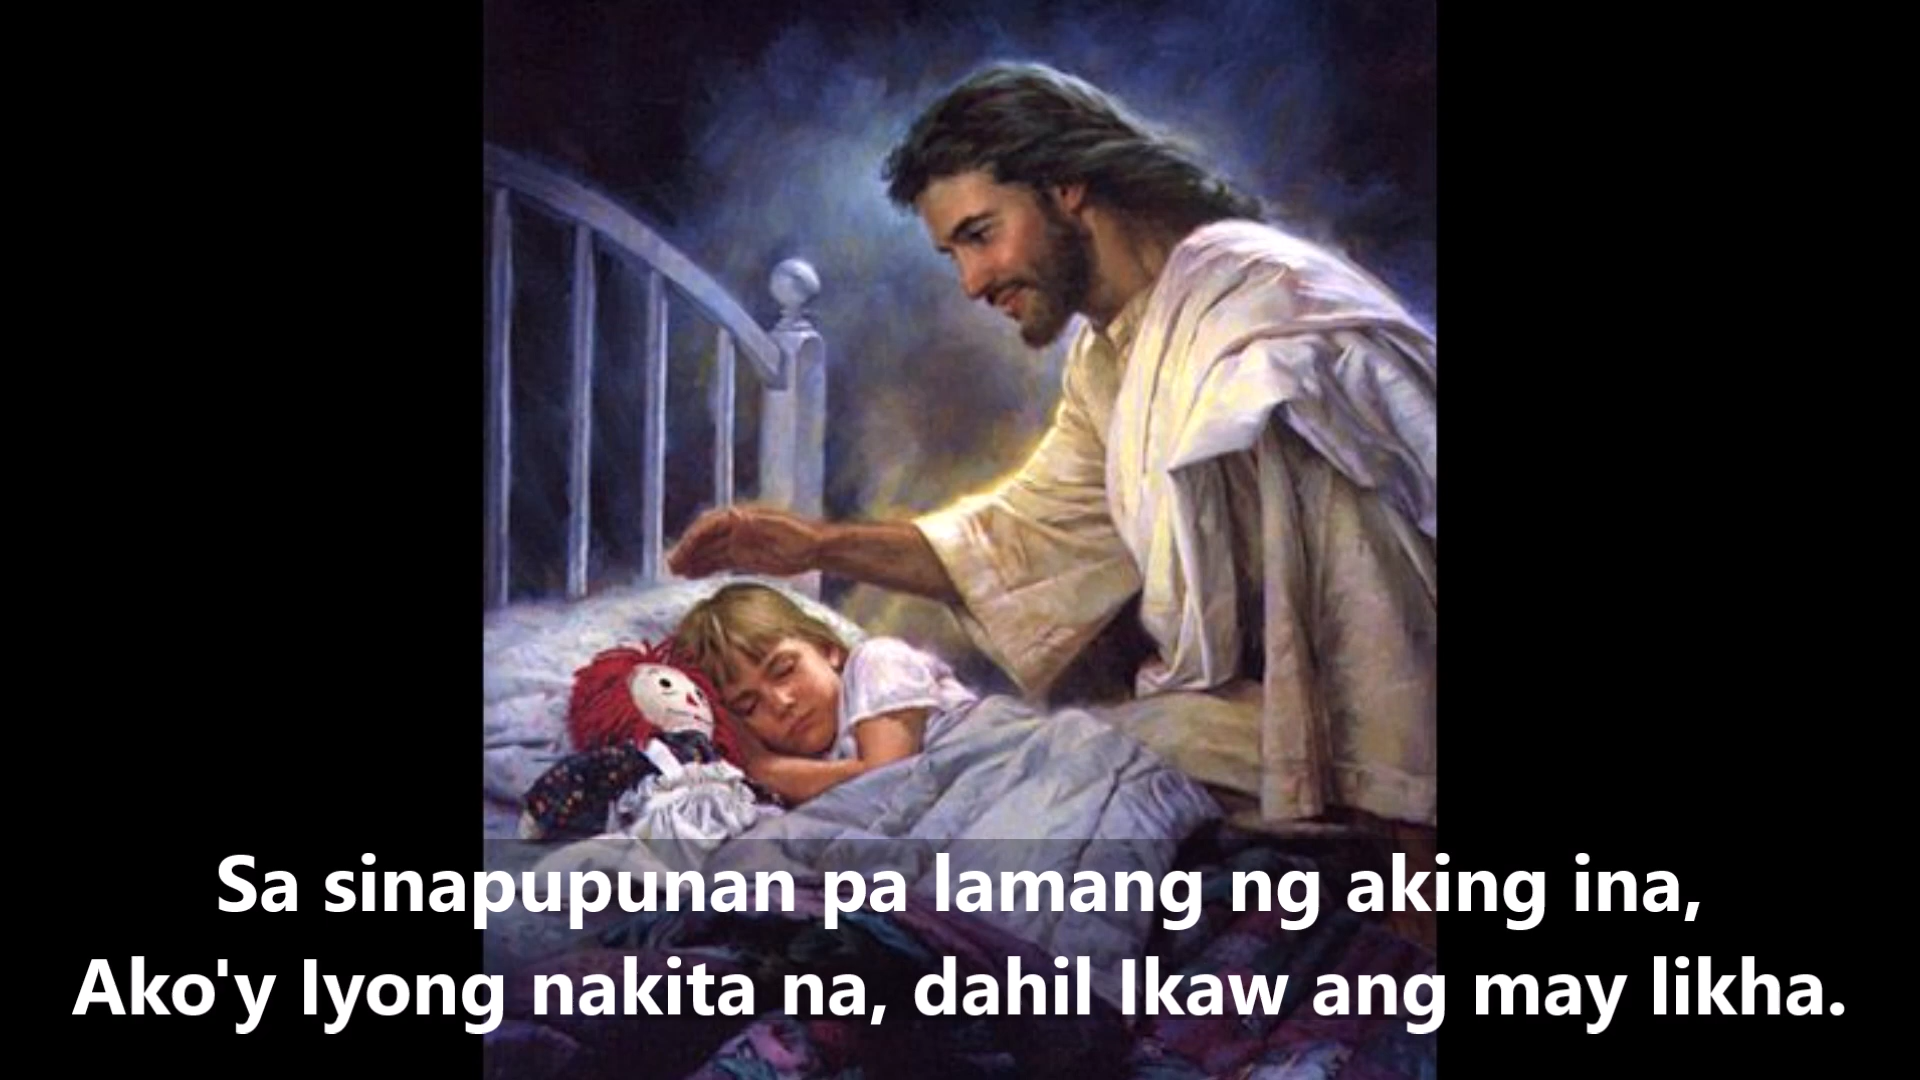 Sa sinapupunan pa lamang ng aking ina,
Ako'y Iyong nakita na, dahil Ikaw ang may likha.